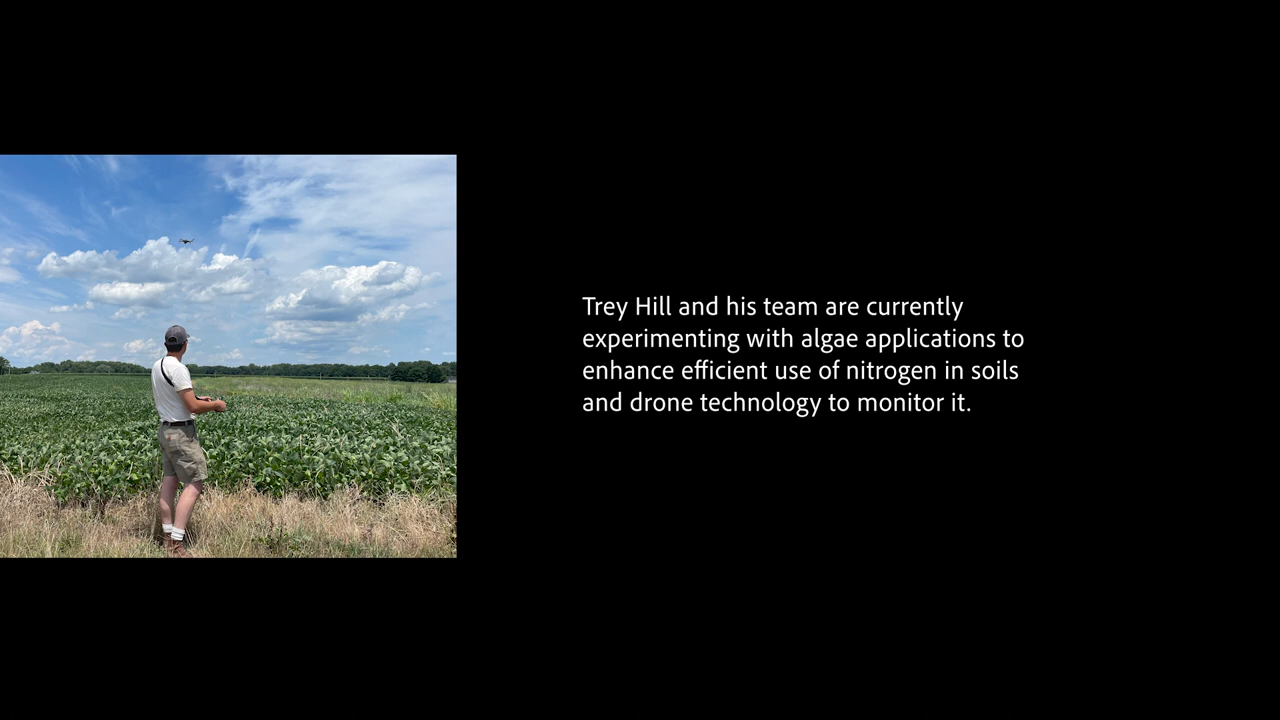 Trey Hill and his team are currently
experimenting with algae applications to
enhance efficient use of nitrogen in soils
and drone technology to monitor it.